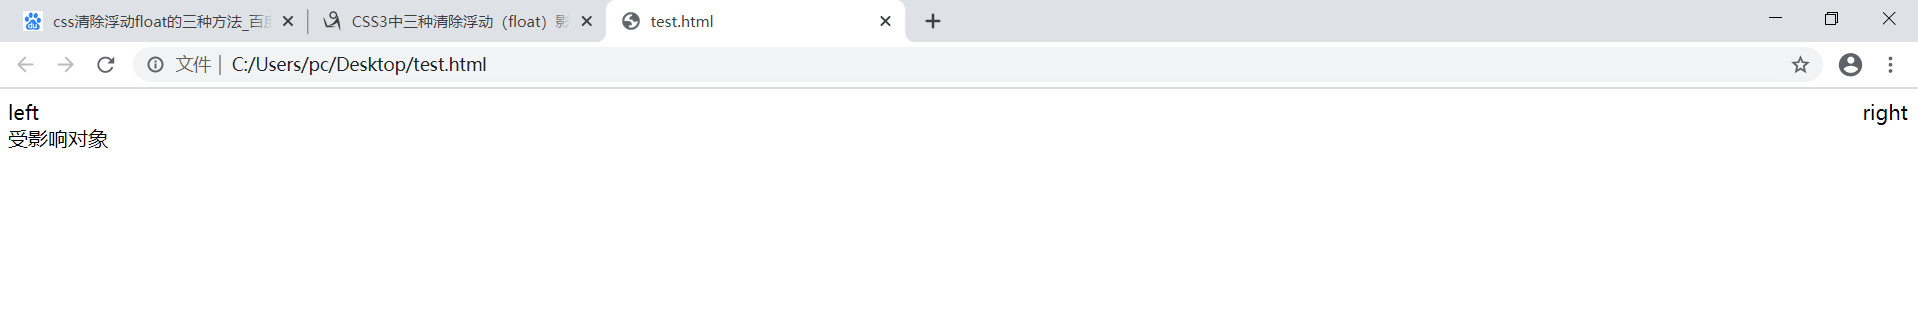 css清除浮动float的三种方法_百度
CSS3中三种清除浮动（float）影
test.html
文件 | C:/Users/pc/Desktop/test.html
left right
受影响对象